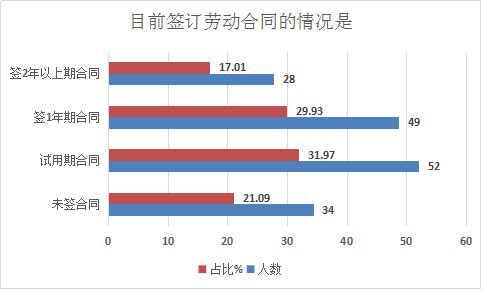 目前签订劳动合同的情况是
签2年以上期合同
17.01
28
签1年期合同
29.93
49
试用期合同
31.97
52
未签合同
21.09
34
0 10 20 30 40 50 60
占比% 人数